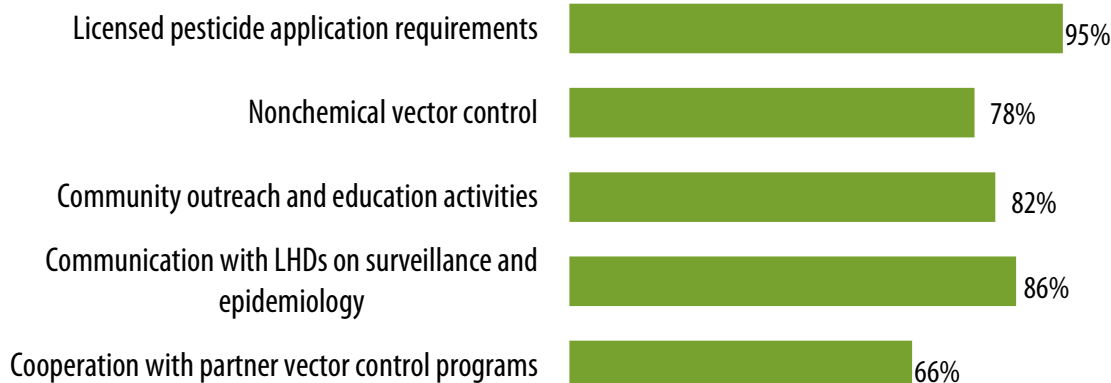 Licensed pesticide application requirements 95%
Nonchemical vector control 78%
Community outreach and education activities 82%
Communication with LHDs on surveillance and
epidemiology 86%
Cooperation with partner vector control programs 66%